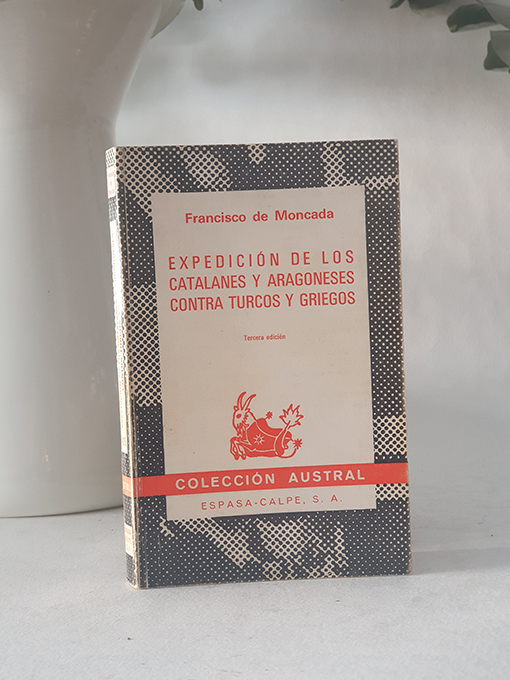 Francisco de Moncada
EXPEDICIÓN DE LOS
CATALANES Y ARAGONESES
CONTRA TURCOS Y GRIEGOS
Tercera edición
COLECCIÓN AUSTRAL
ESPASA-CALPE, S. A.